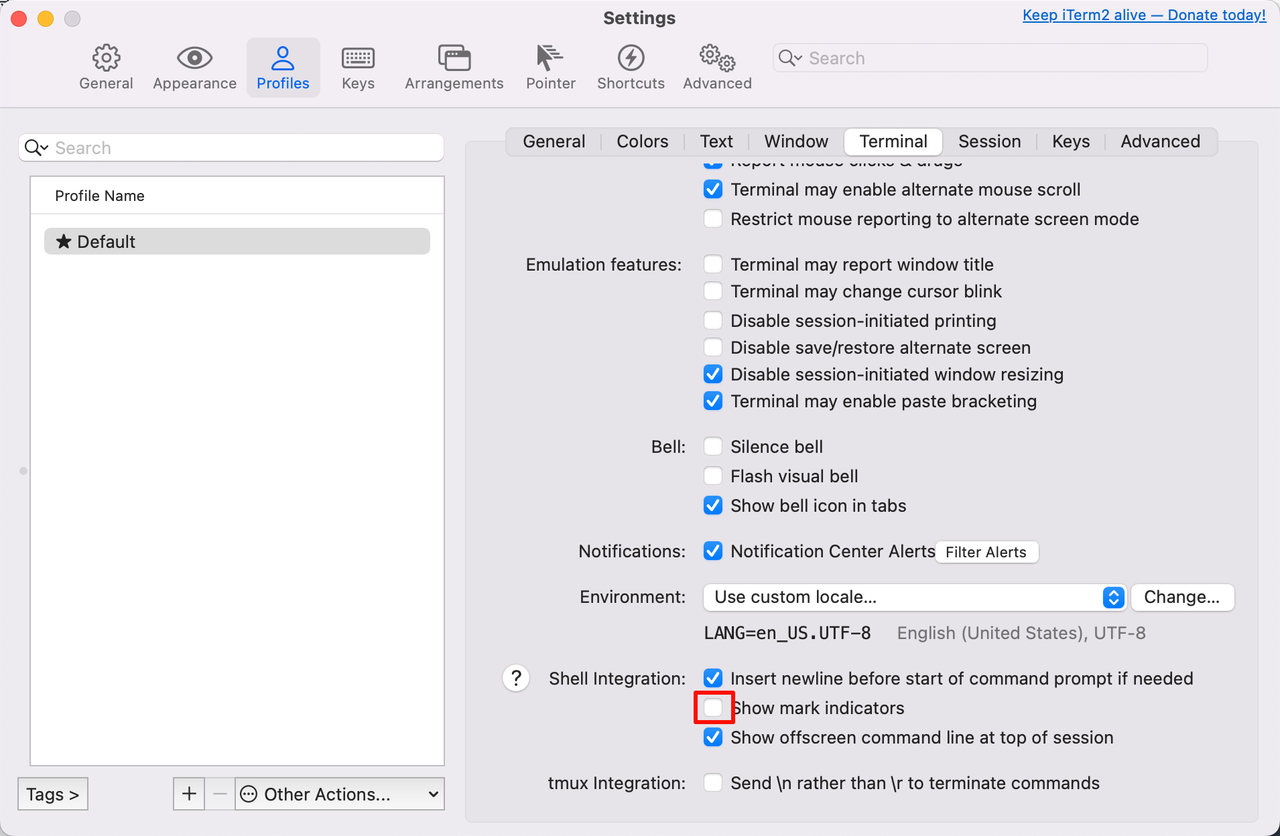 Settings
Keep iTerm2 alive — Donate today!
General Appearance Profiles Keys Arrangements Pointer Shortcuts Advanced Search
Search
General Colors Text Window Terminal Session Keys Advanced
Profile Name
★ Default
Report mouse clicks & drags
Terminal may enable alternate mouse scroll
Restrict mouse reporting to alternate screen mode
Emulation features: Terminal may report window title
Terminal may change cursor blink
Disable session-initiated printing
Disable save/restore alternate screen
Disable session-initiated window resizing
Terminal may enable paste bracketing
Bell: Silence bell
Flash visual bell
Show bell icon in tabs
Notifications: Notification Center Alerts Filter Alerts
Environment: Use custom locale... Change...
LANG=en_US.UTF-8 English (United States), UTF-8
? Shell Integration: Insert newline before start of command prompt if needed
Show mark indicators
Show offscreen command line at top of session
tmux Integration: Send \n rather than \r to terminate commands
Tags > + − Other Actions...